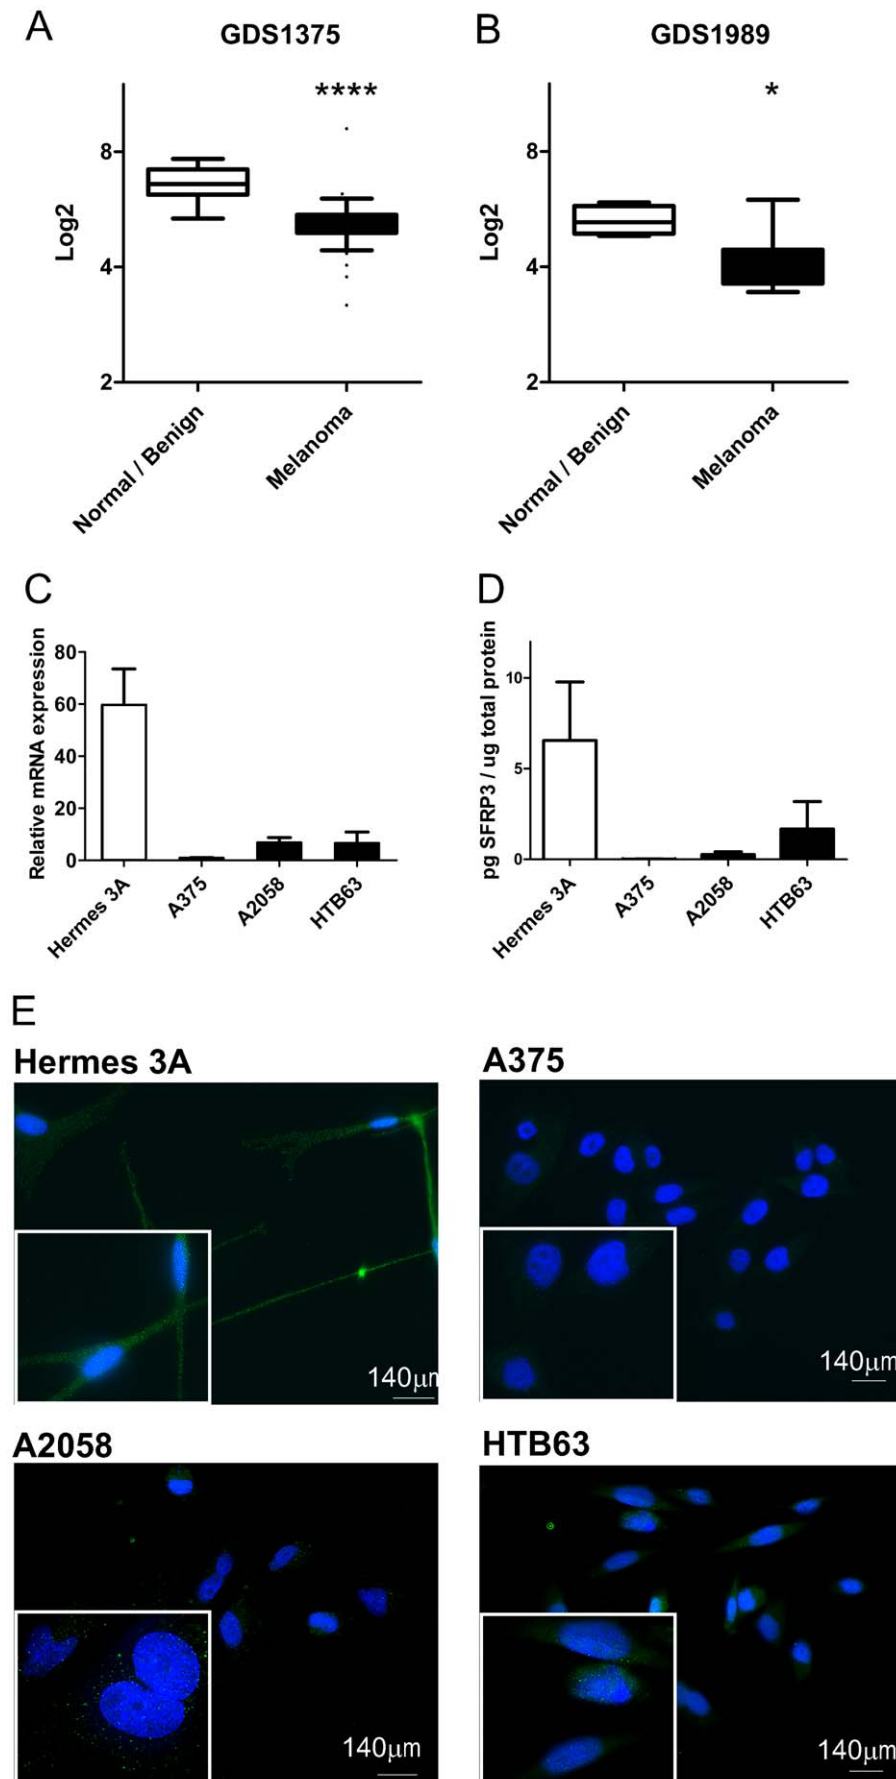 A
GDS1375
B
GDS1989
****
*
8
4
2
Log2
Normal / Benign
Melanoma
8
4
2
Log2
Normal / Benign
Melanoma
C
D
80
60
40
20
0
Relative mRNA expression
Hermes 3A
A375
A2058
HTB63
10
5
0
pg SFRP3 / ug total protein
Hermes 3A
A375
A2058
HTB63
E
Hermes 3A
A375
140μm
140μm
A2058
HTB63
140μm
140μm